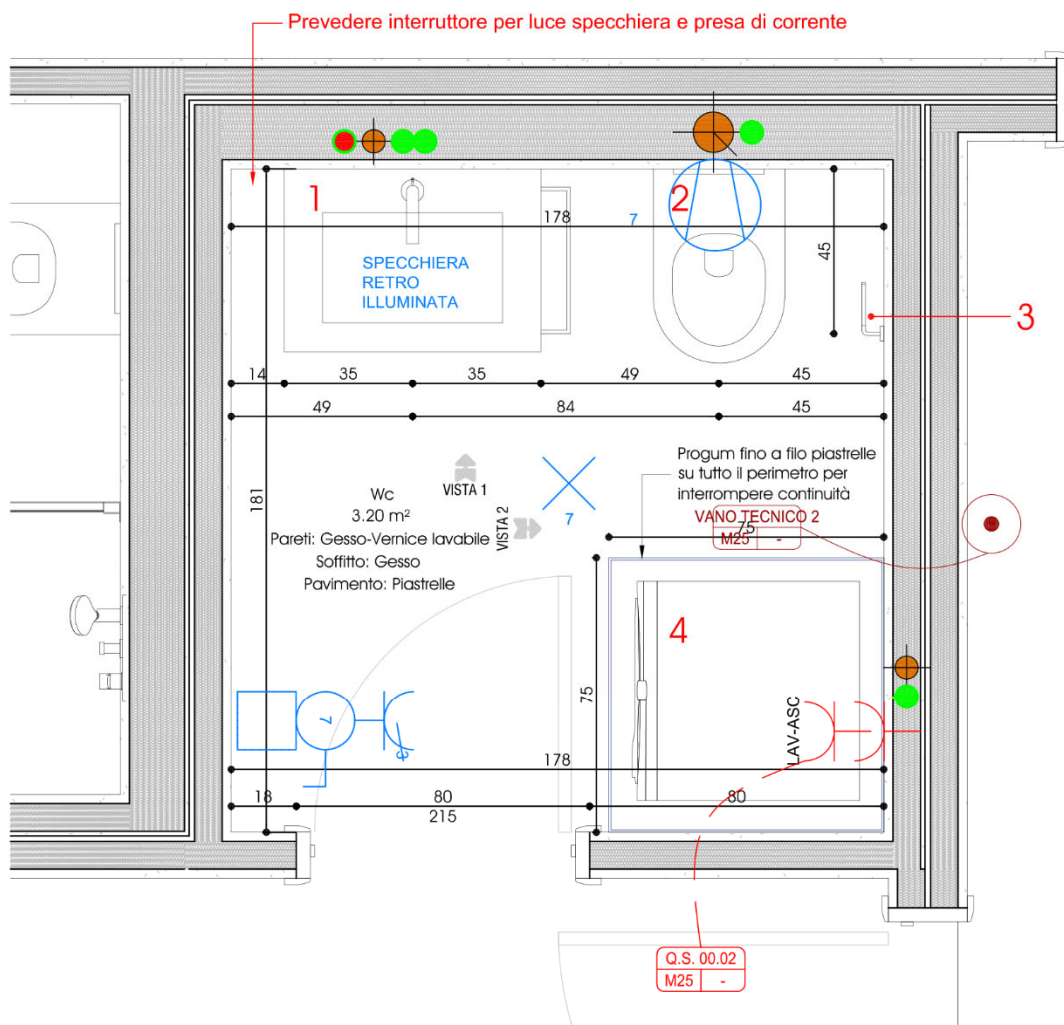 Prevedere interruttore per luce specchiera e presa di corrente
1
2
178
7
45
SPECCHIERA
RETRO
ILLUMINATA
3
14
35
35
49
45
49
84
45
181
Progum fino a filo piastrelle
su tutto il perimetro per
interrompere continuità
VANO TECNICO 2
75
M25 -
Wc
3.20 m²
Pareti: Gesso-Vernice lavabile
Soffitto: Gesso
Pavimento: Piastrelle
VISTA 1
VISTA 2
7
4
75
LAV-ASC
7
3
178
18
80
80
215
Q.S. 00.02
M25 -